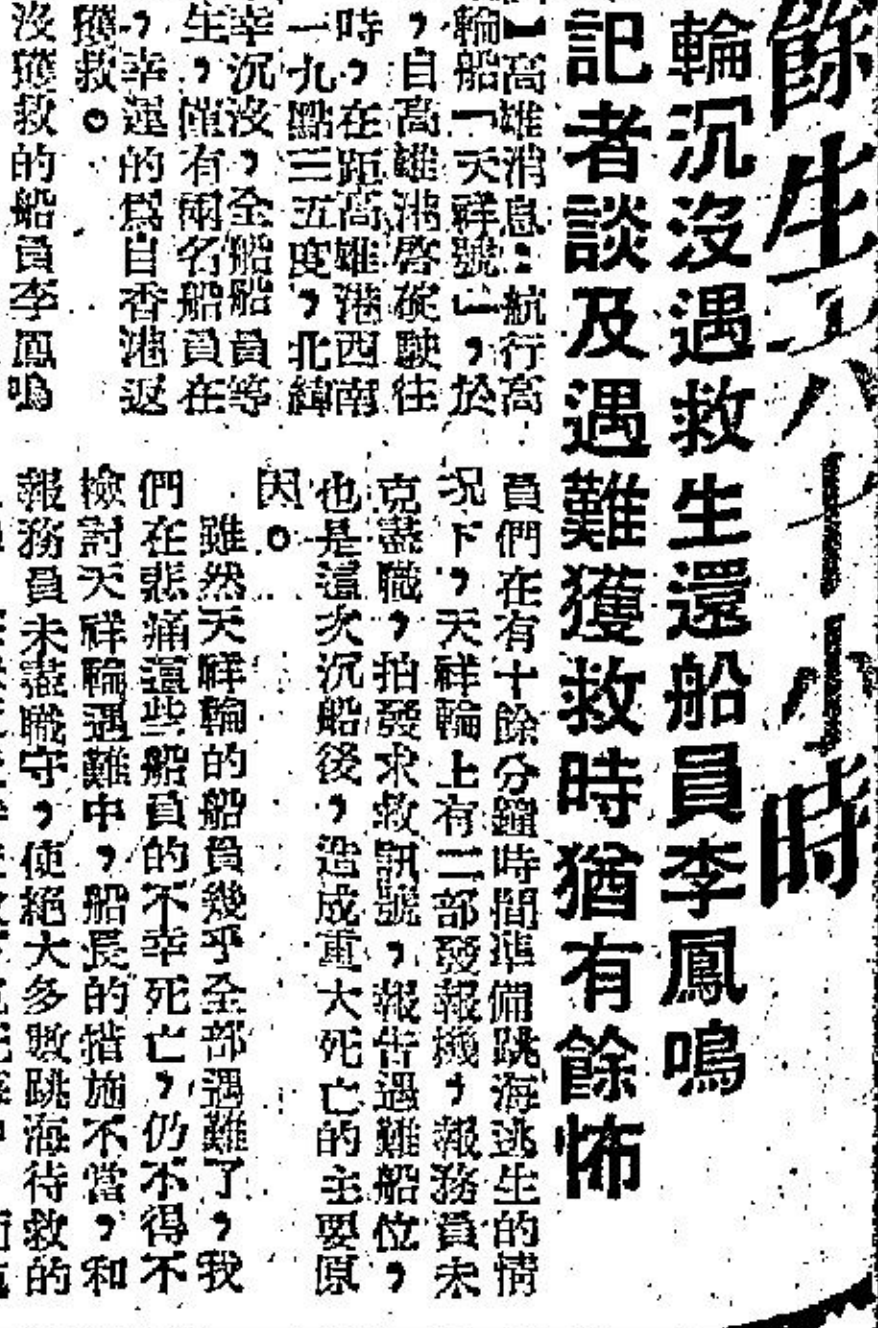 餘生　八十小時
輪沉沒遇救生還船員李鳳鳴
記者談及遇難獲救時猶有餘怖
】高雄消息：航行高
輪船「天祥號」，於
，自高雄港啓碇駛往
時，在距高雄港西南
一九點三五度，北緯
幸沉沒，全船船員等
生，僅有兩名船員在
，幸運的爲自香港返
獲救。
沒獲救的船員李鳳鳴
員們在有十餘分鐘時間準備跳海逃生的情
況下，天祥輪上有二部發報機，報務員未
克盡職，拍發求救訊號，報告遇難船位，
也是這次沉船後，造成重大死亡的主要原
因。
雖然天祥輪的船員幾乎全部遇難了，我
們在悲痛這些船員的不幸死亡，仍不得不
檢討天祥輪遇難中，船長的措施不當，和
報務員未盡職守，使絕大多數跳海待救的